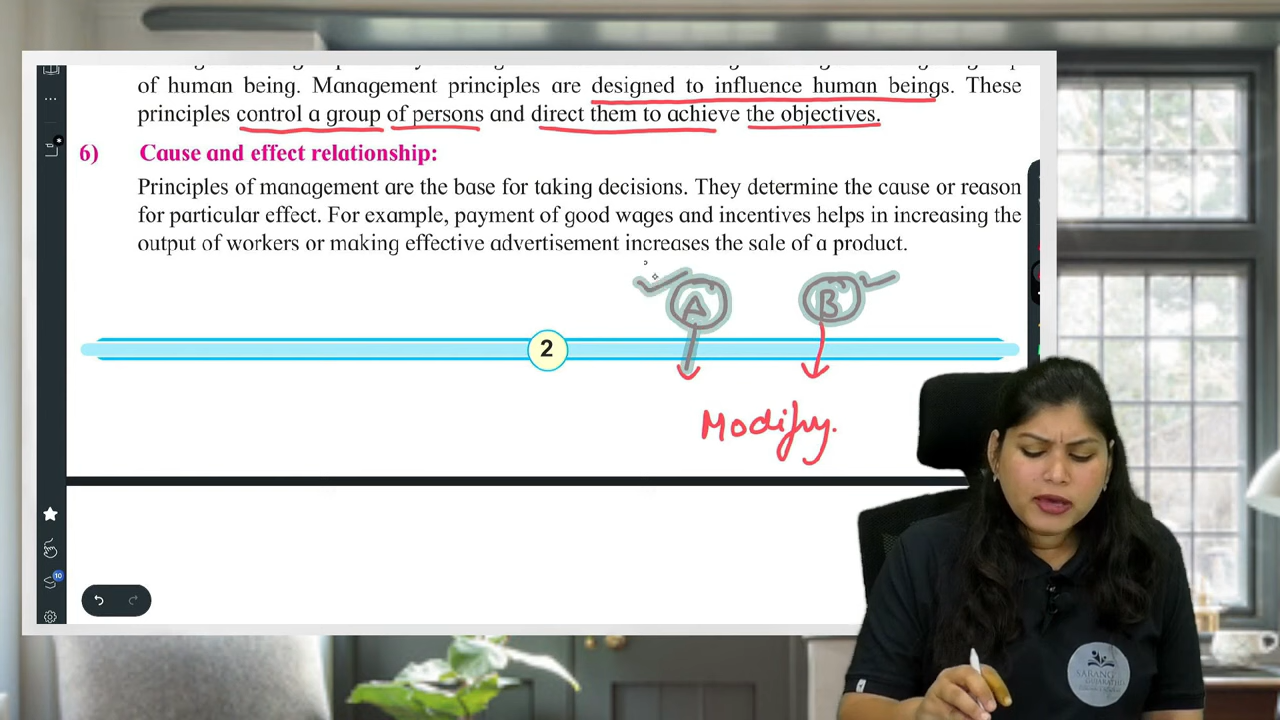 of human being. Management principles are designed to influence human beings. These
principles control a group of persons and direct them to achieve the objectives.
6) Cause and effect relationship:
Principles of management are the base for taking decisions. They determine the cause or reason
for particular effect. For example, payment of good wages and incentives helps in increasing the
output of workers or making effective advertisement increases the sale of a product.
A B
2
Modify.
10
SARANG